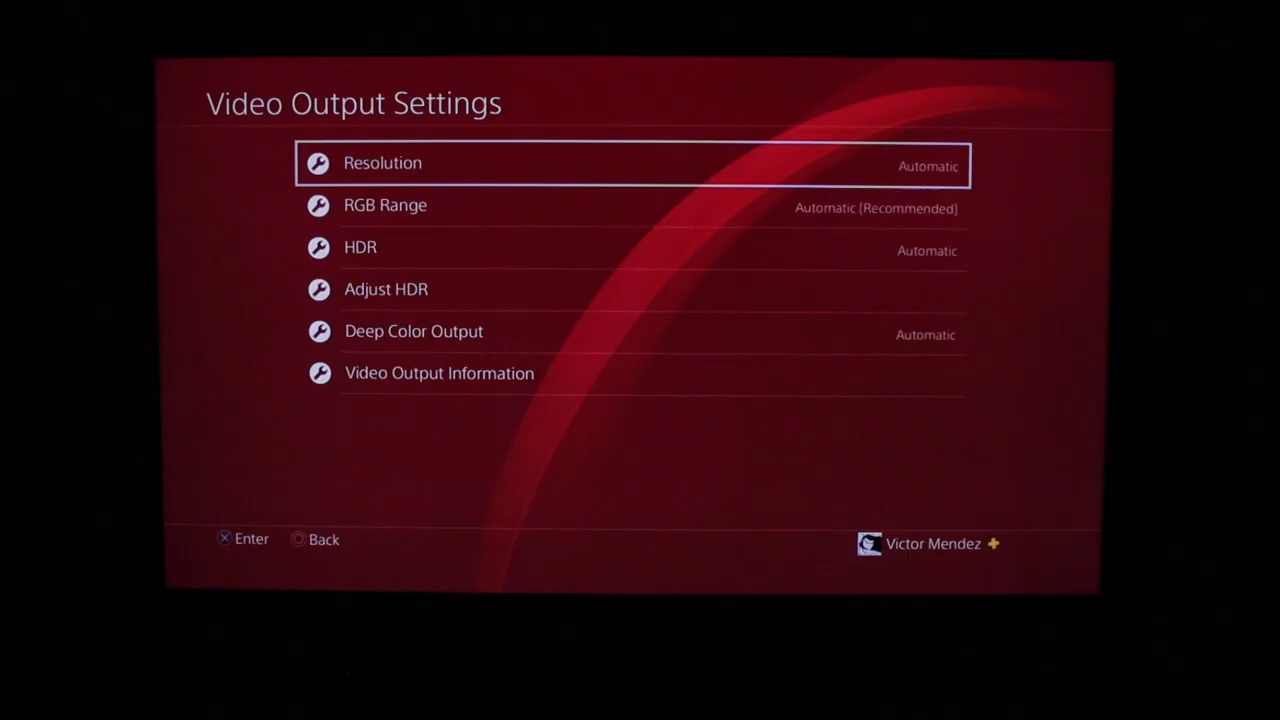 Video Output Settings
Resolution Automatic
RGB Range Automatic (Recommended)
HDR Automatic
Adjust HDR
Deep Color Output Automatic
Video Output Information
Enter Back Victor Mendez